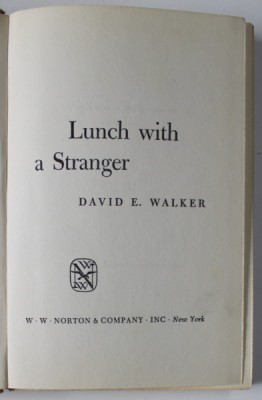 Lunch with
a Stranger
DAVID E. WALKER
W · W · NORTON & COMPANY · INC · New York